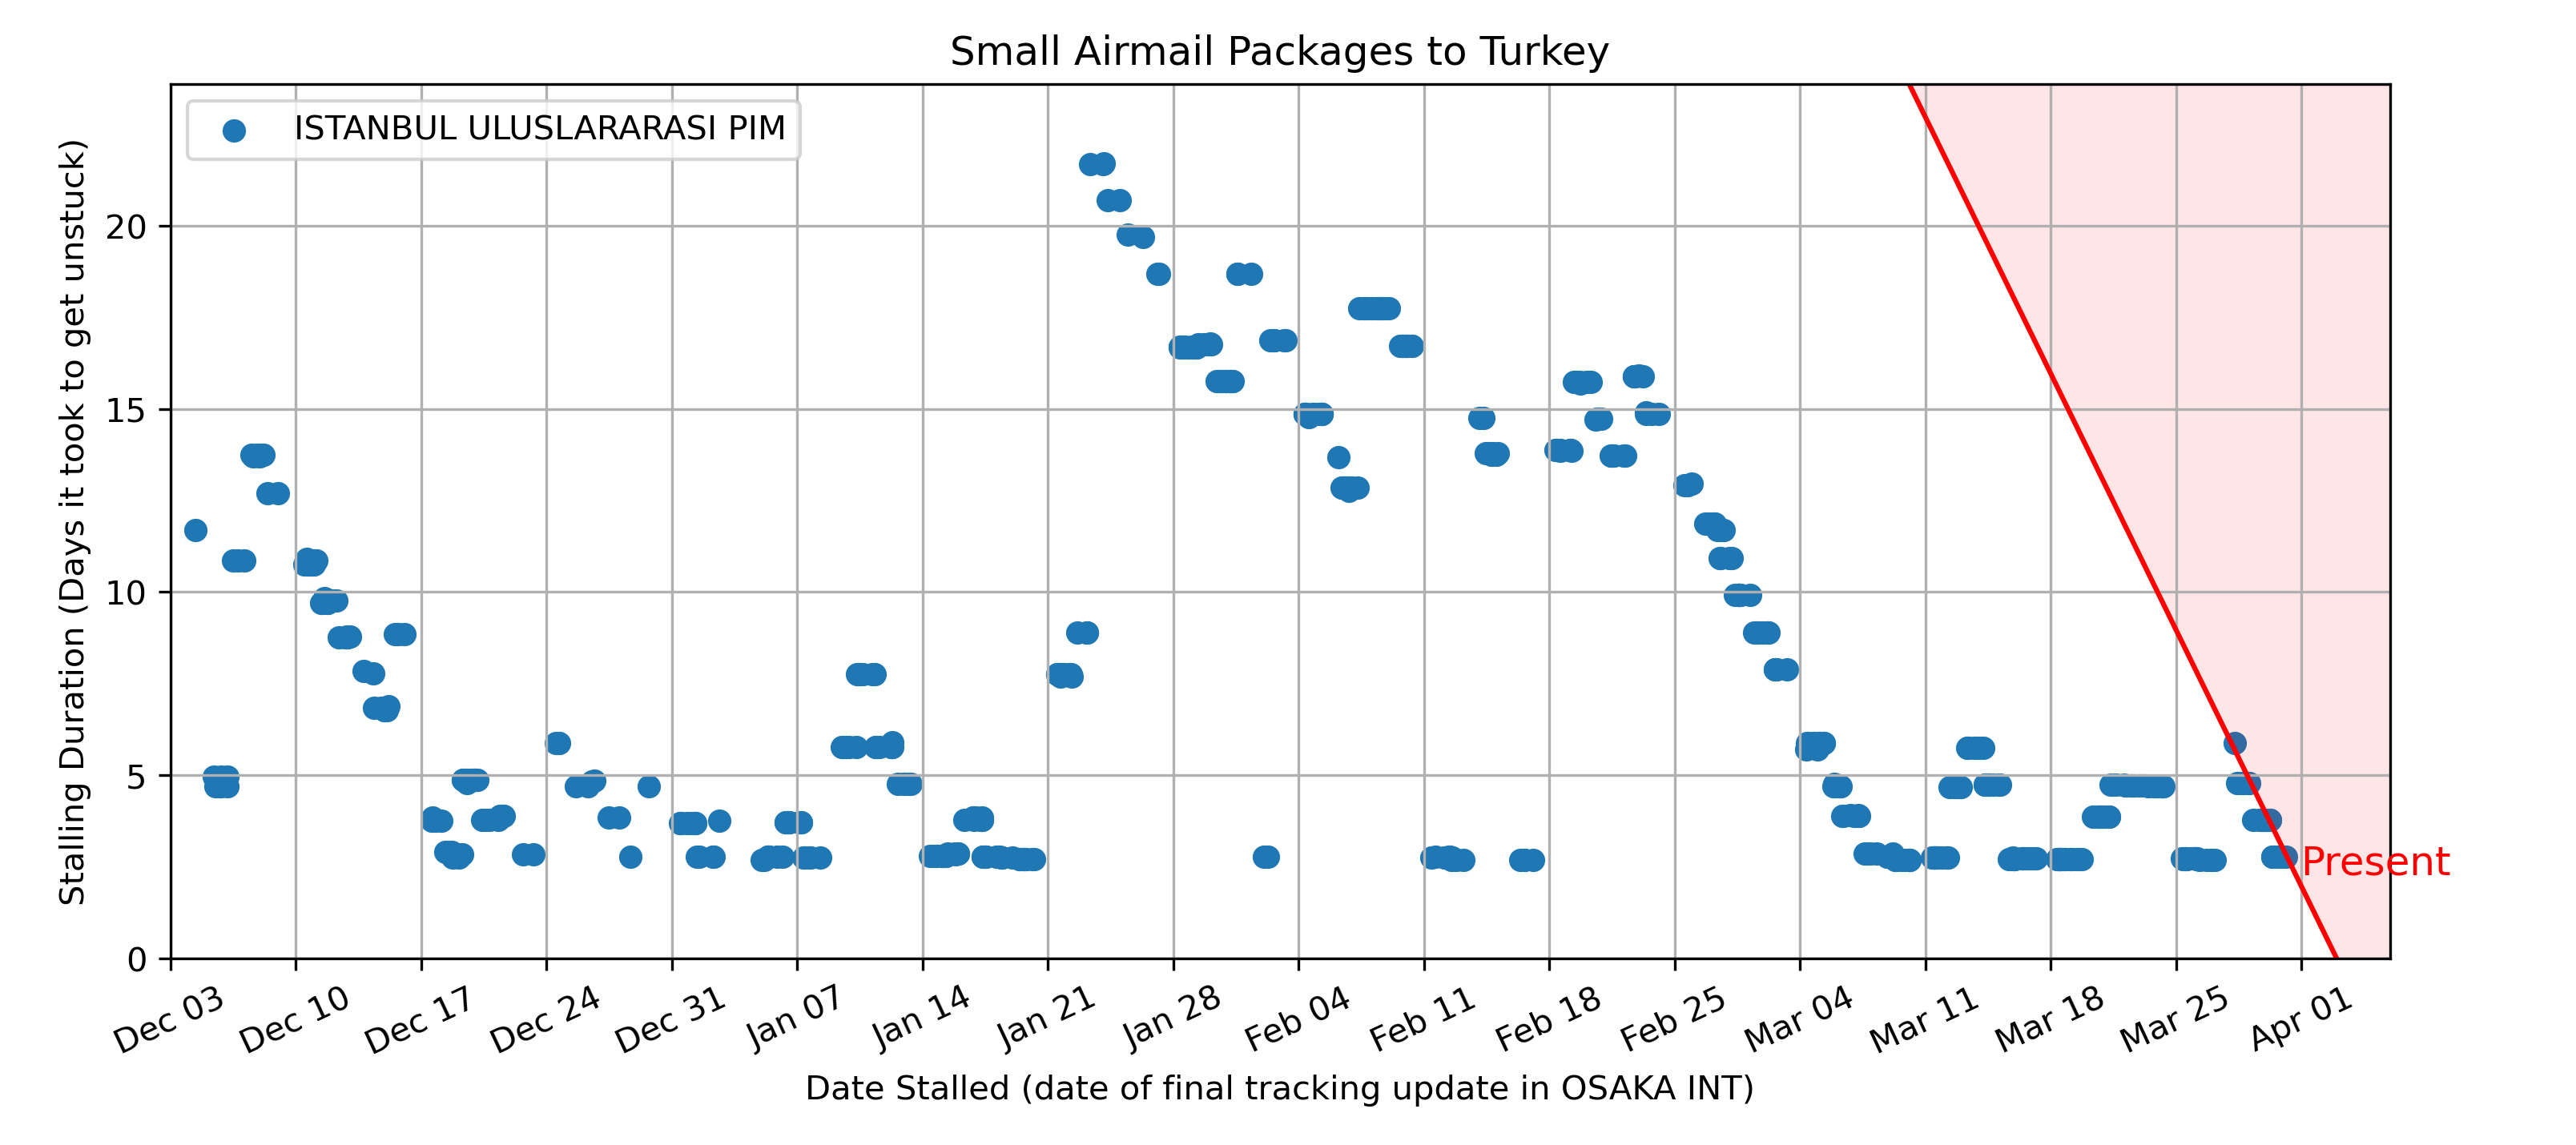 Small Airmail Packages to Turkey
ISTANBUL ULUSLARARASI PIM
Stalling Duration (Days it took to get unstuck)
20
15
10
5
0
Present
Dec 03
Dec 10
Dec 17
Dec 24
Dec 31
Jan 07
Jan 14
Jan 21
Jan 28
Feb 04
Feb 11
Feb 18
Feb 25
Mar 04
Mar 11
Mar 18
Mar 25
Apr 01
Date Stalled (date of final tracking update in OSAKA INT)